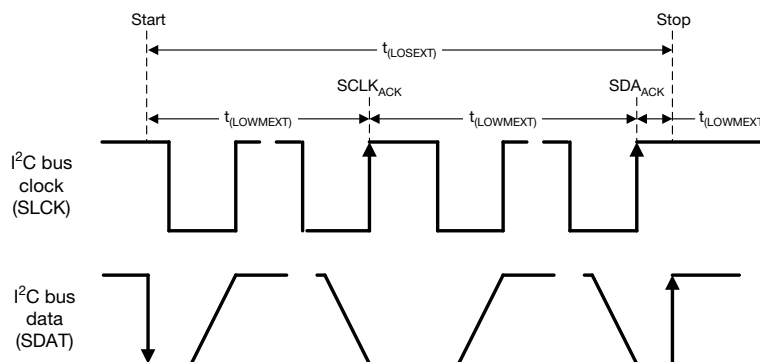 Start
Stop
t(LOSEXT)
SCLKACK
SDAACK
t(LOWMEXT)
t(LOWMEXT)
t(LOWMEXT
I²C bus
clock
(SLCK)
I²C bus
data
(SDAT)